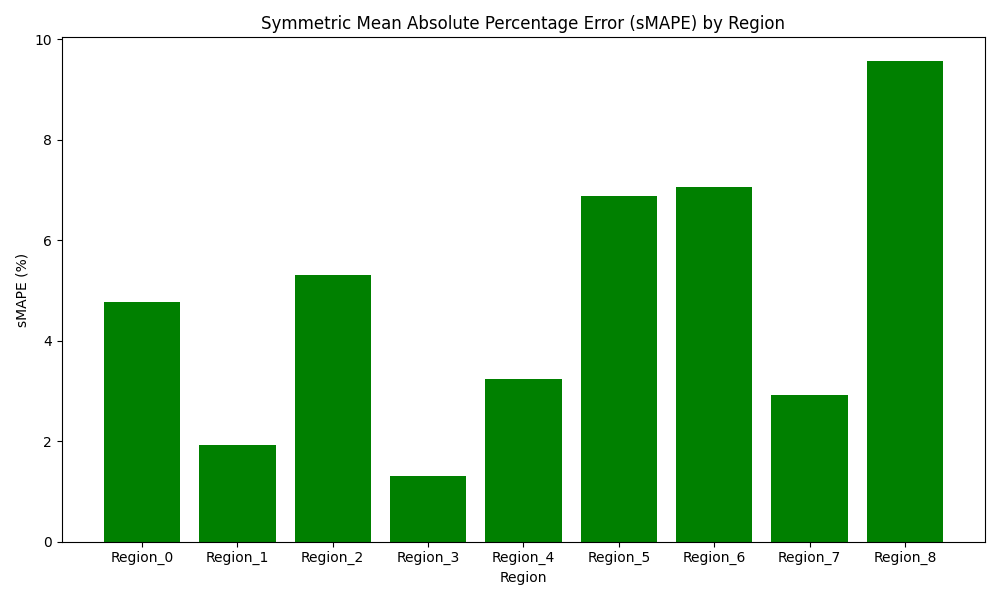 Symmetric Mean Absolute Percentage Error (sMAPE) by Region
10
8
6
4
2
0
sMAPE (%)
Region_0 Region_1 Region_2 Region_3 Region_4 Region_5 Region_6 Region_7 Region_8
Region